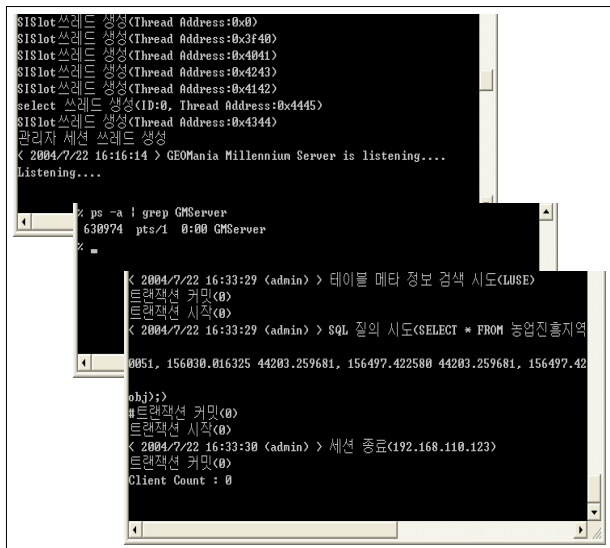 SISlot쓰레드 생성(Thread Address:0x0)
SISlot쓰레드 생성(Thread Address:0x3f40)
SISlot쓰레드 생성(Thread Address:0x4041)
SISlot쓰레드 생성(Thread Address:0x4243)
SISlot쓰레드 생성(Thread Address:0x4142)
select 쓰레드 생성(ID:0, Thread Address:0x4445)
SISlot쓰레드 생성(Thread Address:0x4344)
관리자 세션 쓰레드 생성
< 2004/7/22 16:16:14 > GEOMania Millennium Server is listening....
Listening....
% ps -a | grep GMServer
630974 pts/1 0:00 GMServer
%
< 2004/7/22 16:33:29 (admin) > 테이블 메타 정보 검색 시도(LUSE)
트랜잭션 커밋(0)
트랜잭션 시작(0)
< 2004/7/22 16:33:29 (admin) > SQL 질의 시도(SELECT * FROM 농업진흥지역
0051, 156030.016325 44203.259681, 156497.422580 44203.259681, 156497.42
obj);)
#트랜잭션 커밋(0)
트랜잭션 시작(0)
< 2004/7/22 16:33:30 (admin) > 세션 종료(192.168.110.123)
트랜잭션 커밋(0)
Client Count : 0